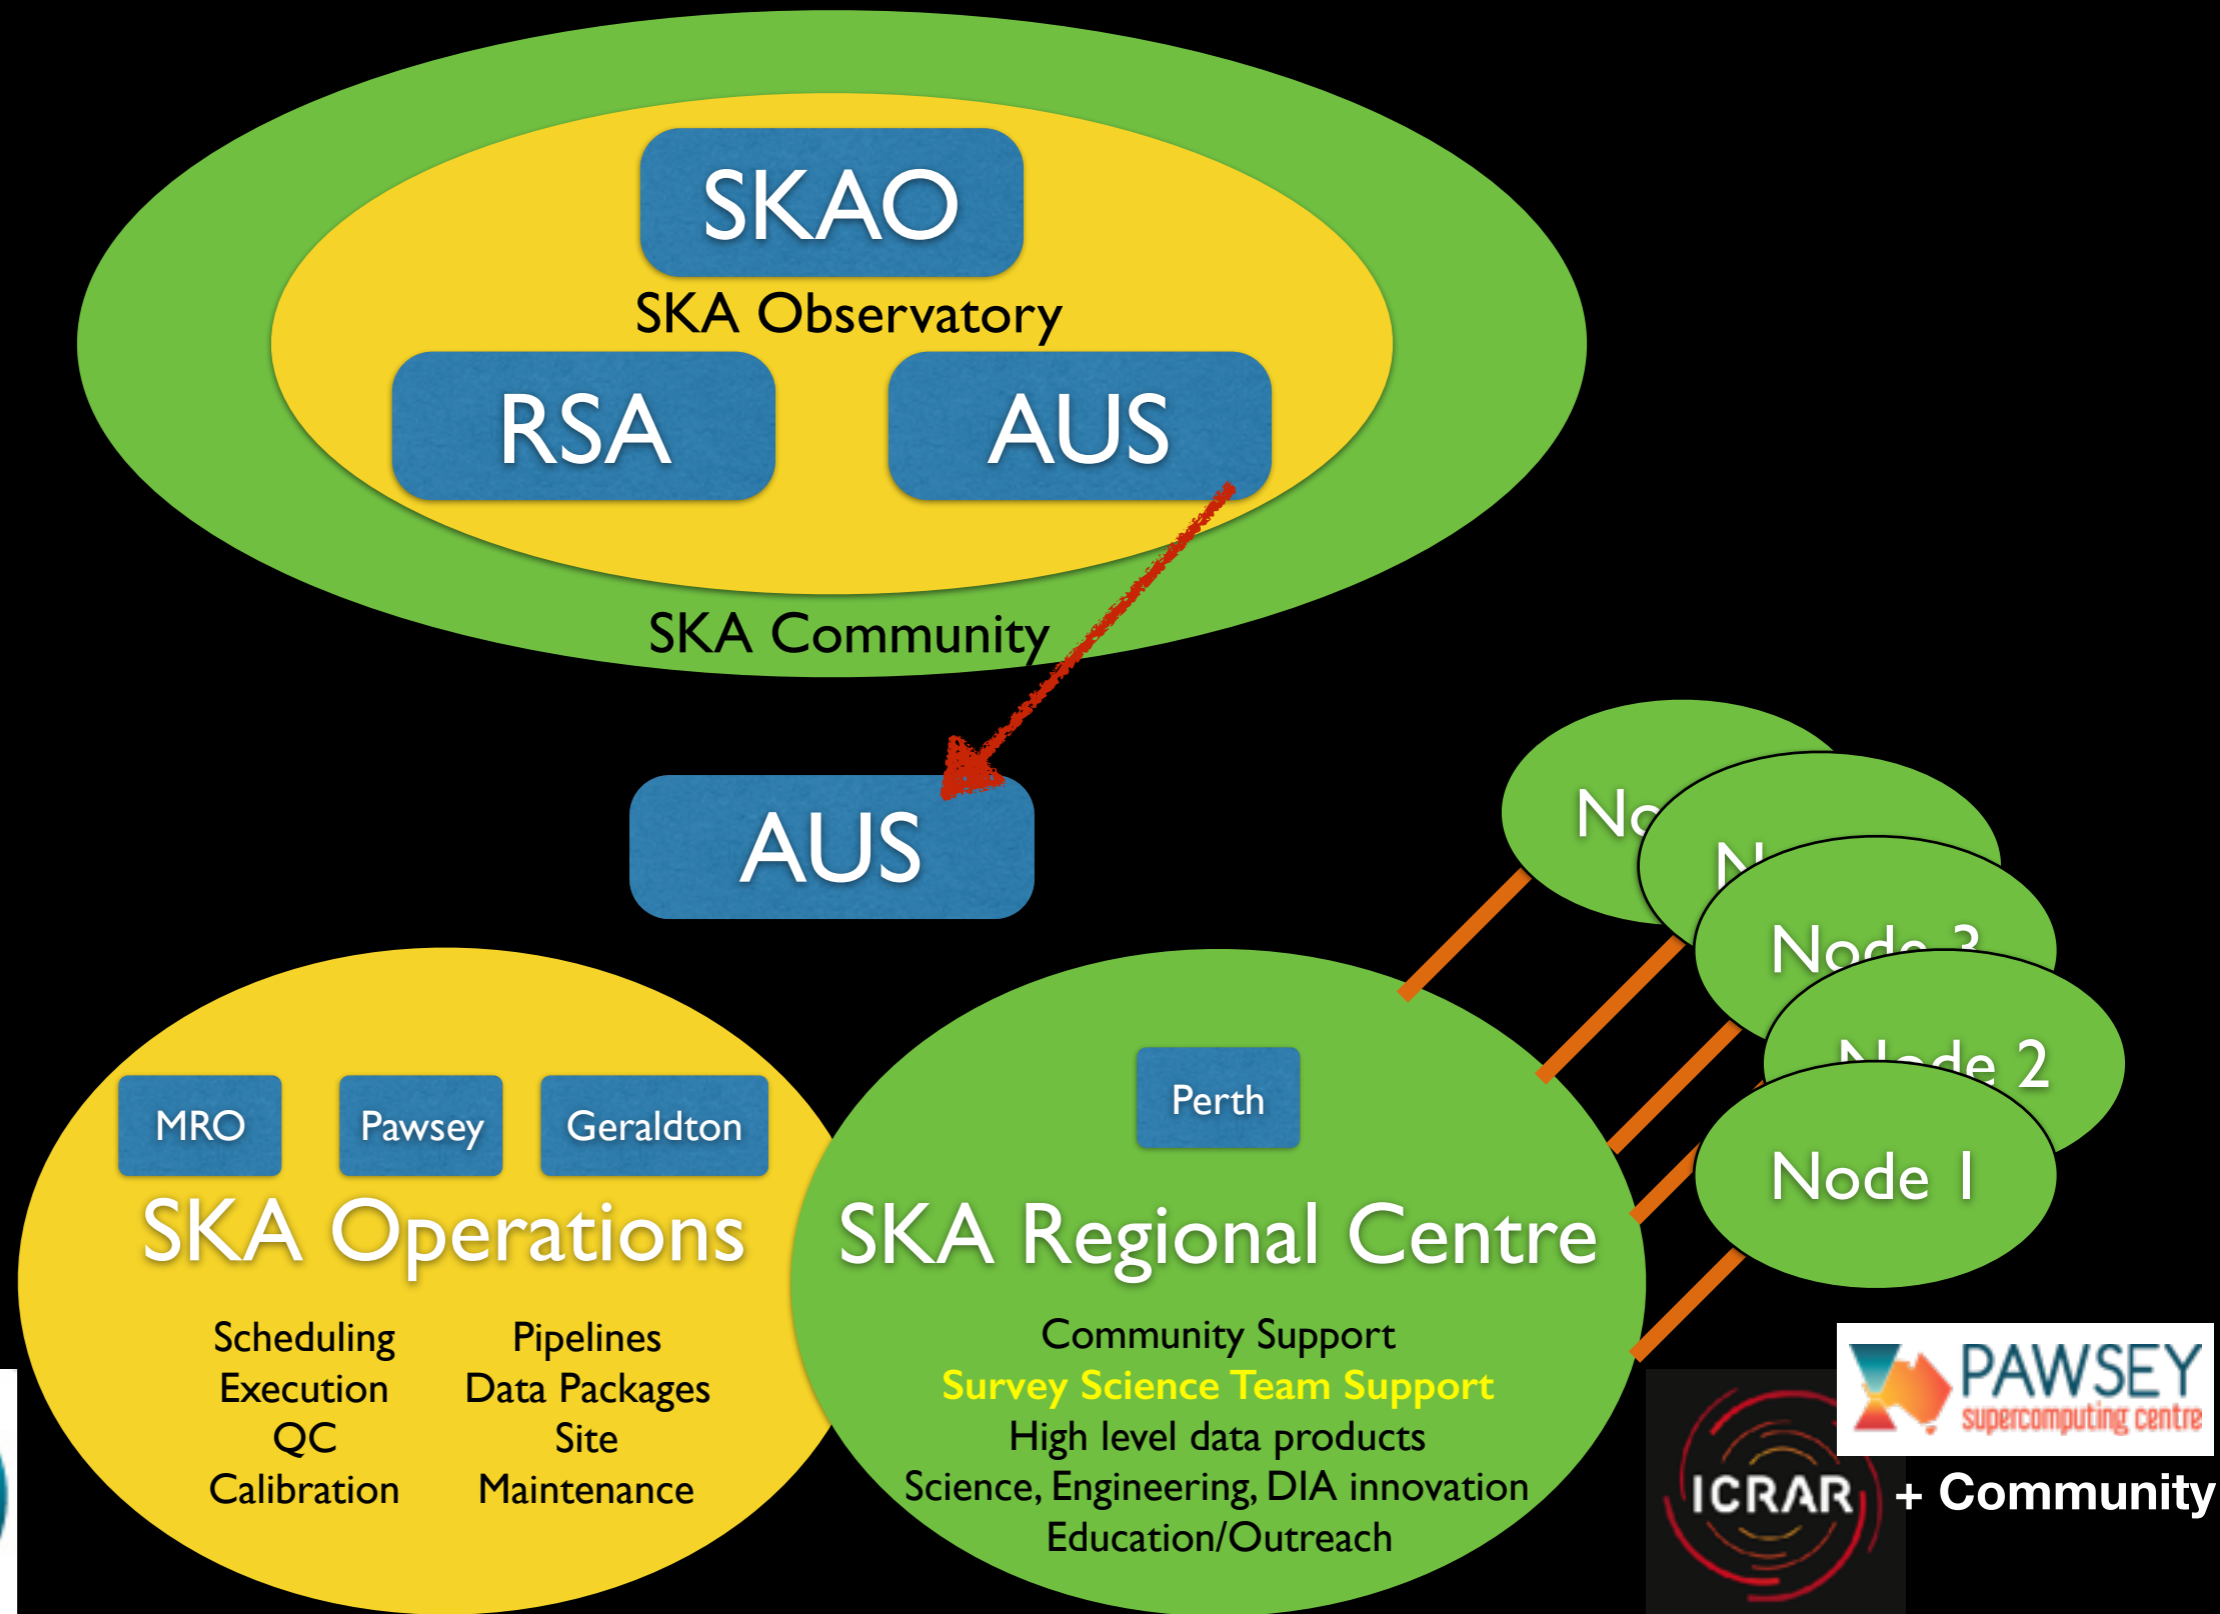 SKAO
SKA Observatory
RSA
AUS
SKA Community
AUS
Node 3
Node 2
Node 1
MRO
Pawsey
Geraldton
SKA Operations
Scheduling
Execution
QC
Calibration
Pipelines
Data Packages
Site
Maintenance
Perth
SKA Regional Centre
Community Support
Survey Science Team Support
High level data products
Science, Engineering, DIA innovation
Education/Outreach
PAWSEY
supercomputing centre
ICRAR
+ Community